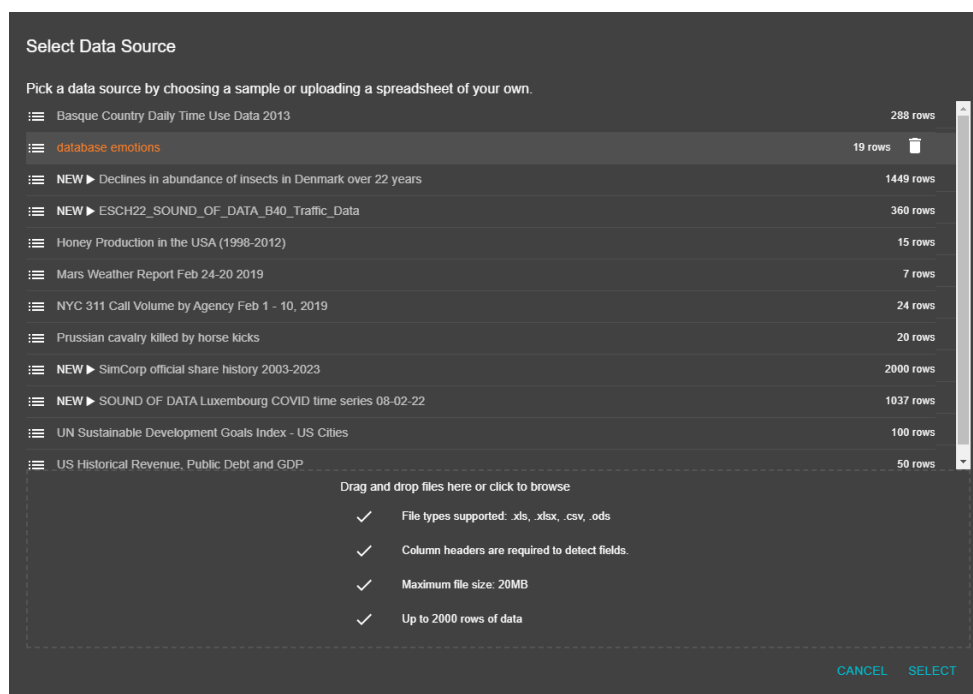 Select Data Source
Pick a data source by choosing a sample or uploading a spreadsheet of your own.
Basque Country Daily Time Use Data 2013 288 rows
database emotions 19 rows
NEW ▶ Declines in abundance of insects in Denmark over 22 years 1449 rows
NEW ▶ ESCH22_SOUND_OF_DATA_B40_Traffic_Data 360 rows
Honey Production in the USA (1998-2012) 15 rows
Mars Weather Report Feb 24-20 2019 7 rows
NYC 311 Call Volume by Agency Feb 1 - 10, 2019 24 rows
Prussian cavalry killed by horse kicks 20 rows
NEW ▶ SimCorp official share history 2003-2023 2000 rows
NEW ▶ SOUND OF DATA Luxembourg COVID time series 08-02-22 1037 rows
UN Sustainable Development Goals Index - US Cities 100 rows
US Historical Revenue, Public Debt and GDP 50 rows
Drag and drop files here or click to browse
File types supported: .xls, .xlsx, .csv, .ods
Column headers are required to detect fields.
Maximum file size: 20MB
Up to 2000 rows of data
CANCEL SELECT